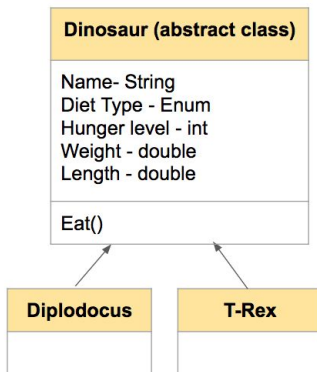 Dinosaur (abstract class)
Name- String
Diet Type - Enum
Hunger level - int
Weight - double
Length - double
Eat()
Diplodocus
T-Rex